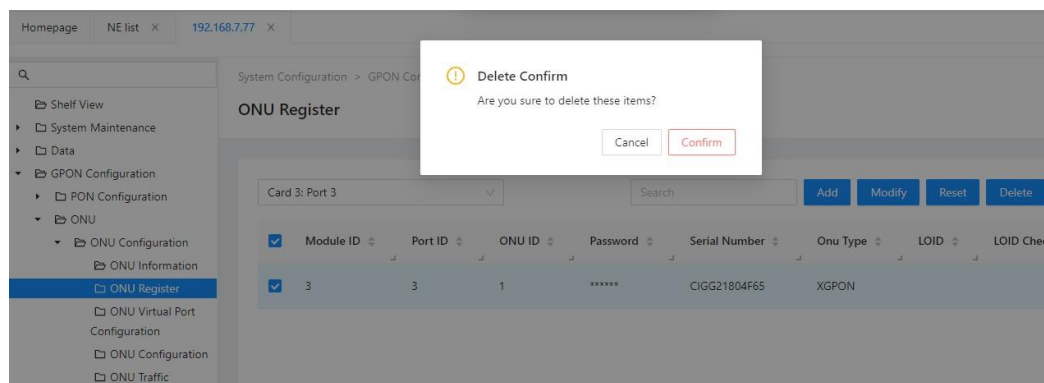 Homepage NE list × 192.168.7.77 ×
System Configuration > GPON Con
ONU Register
Delete Confirm
Are you sure to delete these items?
Cancel Confirm
Shelf View
System Maintenance
Data
GPON Configuration
PON Configuration
ONU
ONU Configuration
ONU Information
ONU Register
ONU Virtual Port
Configuration
ONU Configuration
ONU Traffic
Card 3: Port 3 Search Add Modify Reset Delete
Module ID Port ID ONU ID Password Serial Number Onu Type LOID LOID Chec
3 3 1 ****** CIGG21804F65 XGPON